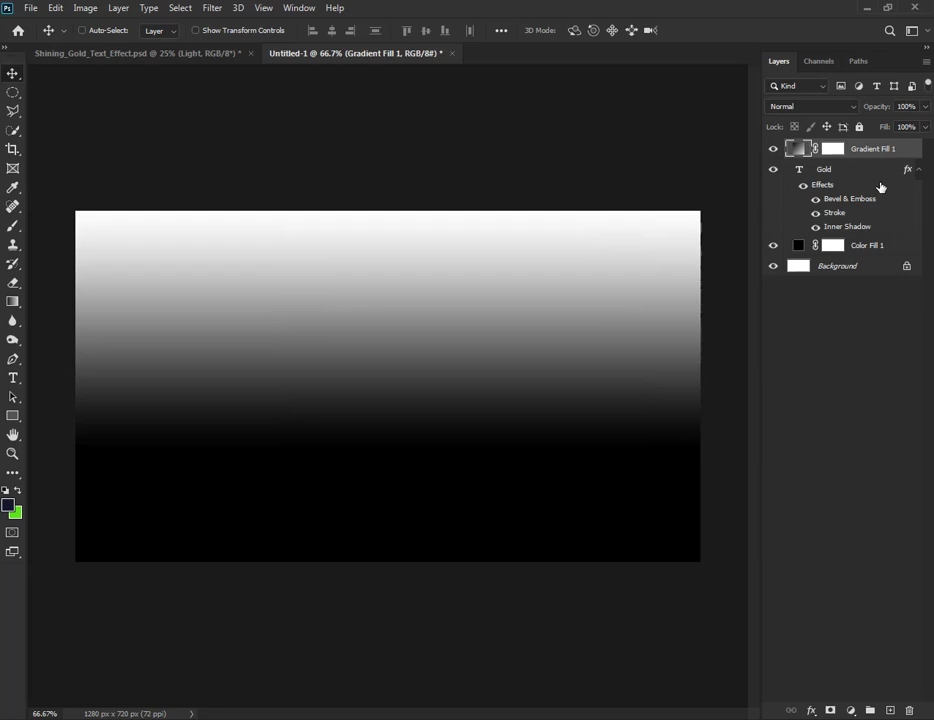 Ps File Edit Image Layer Type Select Filter 3D View Window Help
Auto-Select: Layer Show Transform Controls 3D Mode:
Shining_Gold_Text_Effect.psd @ 25% (Light, RGB/8*) * × Untitled-1 @ 66.7% (Gradient Fill 1, RGB/8#) * ×
Layers Channels Paths
Kind
Normal Opacity: 100%
Lock: Fill: 100%
Gradient Fill 1
T Gold fx
Effects
Bevel & Emboss
Stroke
Inner Shadow
Color Fill 1
Background
66.67% 1280 px x 720 px (72 ppi)
fx